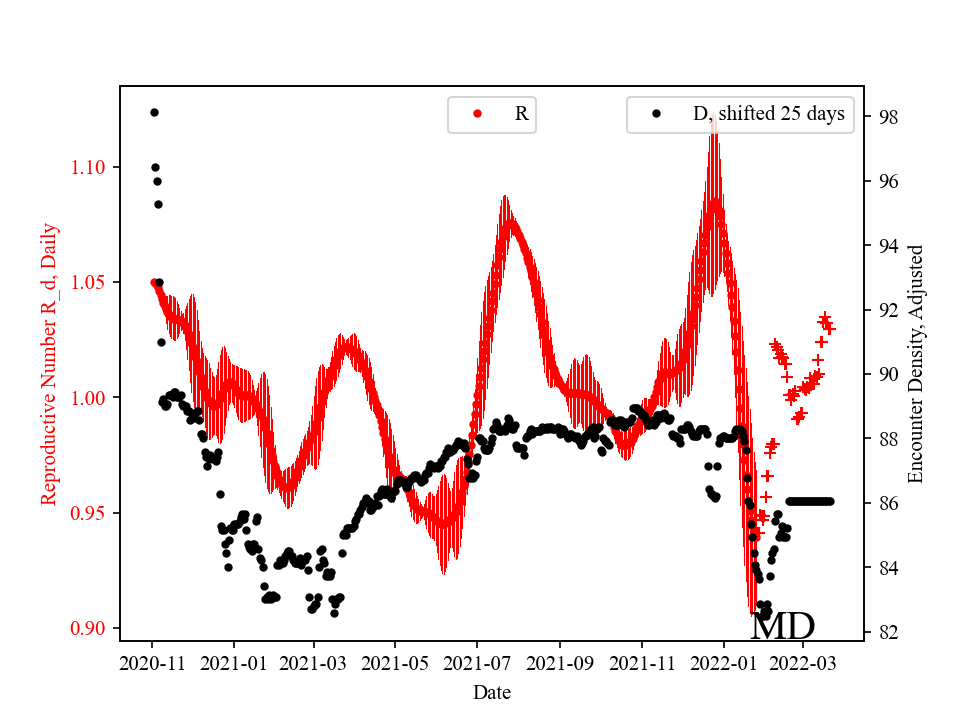 R
D, shifted 25 days
Reproductive Number R_d, Daily
1.10
1.05
1.00
0.95
0.90
98
96
94
92
90
88
86
84
82
Encounter Density, Adjusted
MD
2020-11 2021-01 2021-03 2021-05 2021-07 2021-09 2021-11 2022-01 2022-03
Date